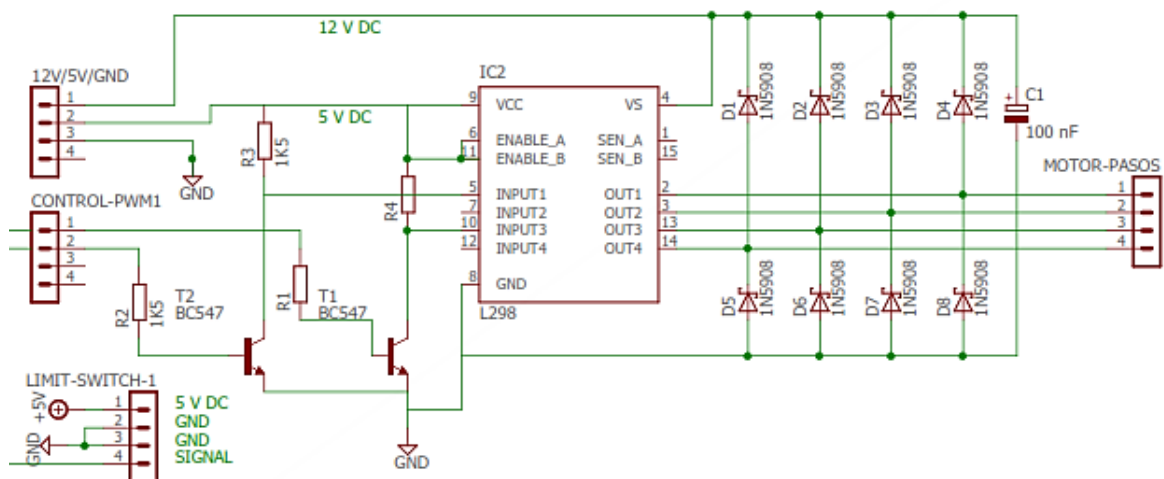 12 V DC
12V/5V/GND
1
2
3
4
GND
5 V DC
R3
1K5
R4
IC2
9 VCC VS 4
6 ENABLE_A SEN_A 1
11 ENABLE_B SEN_B 15
5 INPUT1 OUT1 2
7 INPUT2 OUT2 3
10 INPUT3 OUT3 13
12 INPUT4 OUT4 14
8 GND
L298
D1 1N5908
D2 1N5908
D3 1N5908
D4 1N5908
+ C1
100 nF
MOTOR-PASOS
1
2
3
4
CONTROL-PWM1
1
2
3
4
R2
1K5
T2
BC547
R1
T1
BC547
D5 1N5908
D6 1N5908
D7 1N5908
D8 1N5908
LIMIT-SWITCH-1
+5V
GND
1 5 V DC
2 GND
3 GND
4 SIGNAL
GND